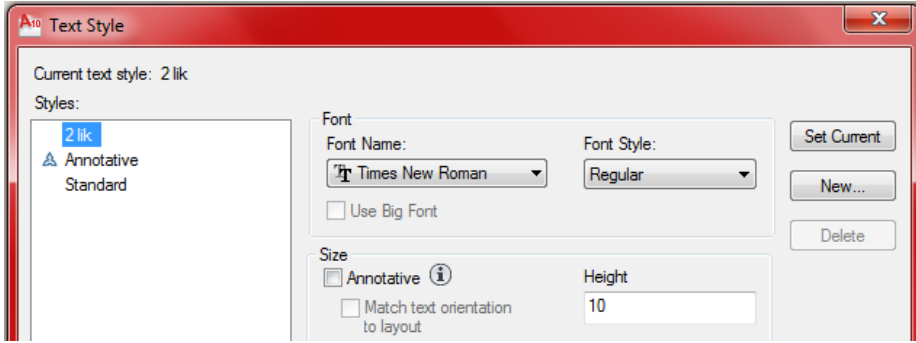 A10 Text Style
Current text style: 2 lik
Styles:
2 lik
Annotative
Standard
Font
Font Name:
Font Style:
Times New Roman
Regular
Use Big Font
Size
Annotative
Height
Match text orientation
to layout
10
Set Current
New...
Delete